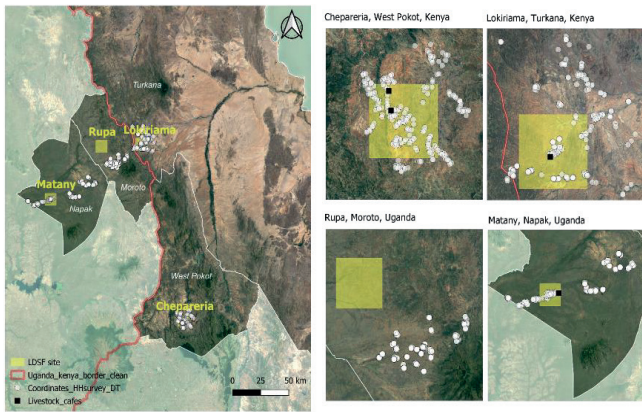 Turkana
Rupa
Lokiriama
Moroto
Matany
Napak
West Pokot
Chepareria
LDSF site
Uganda_kenya_border_clean
Coordinates_HHsurvey_DT
Livestock_cafes
0 25 50 km
Chepareria, West Pokot, Kenya
Lokiriama, Turkana, Kenya
Rupa, Moroto, Uganda
Matany, Napak, Uganda